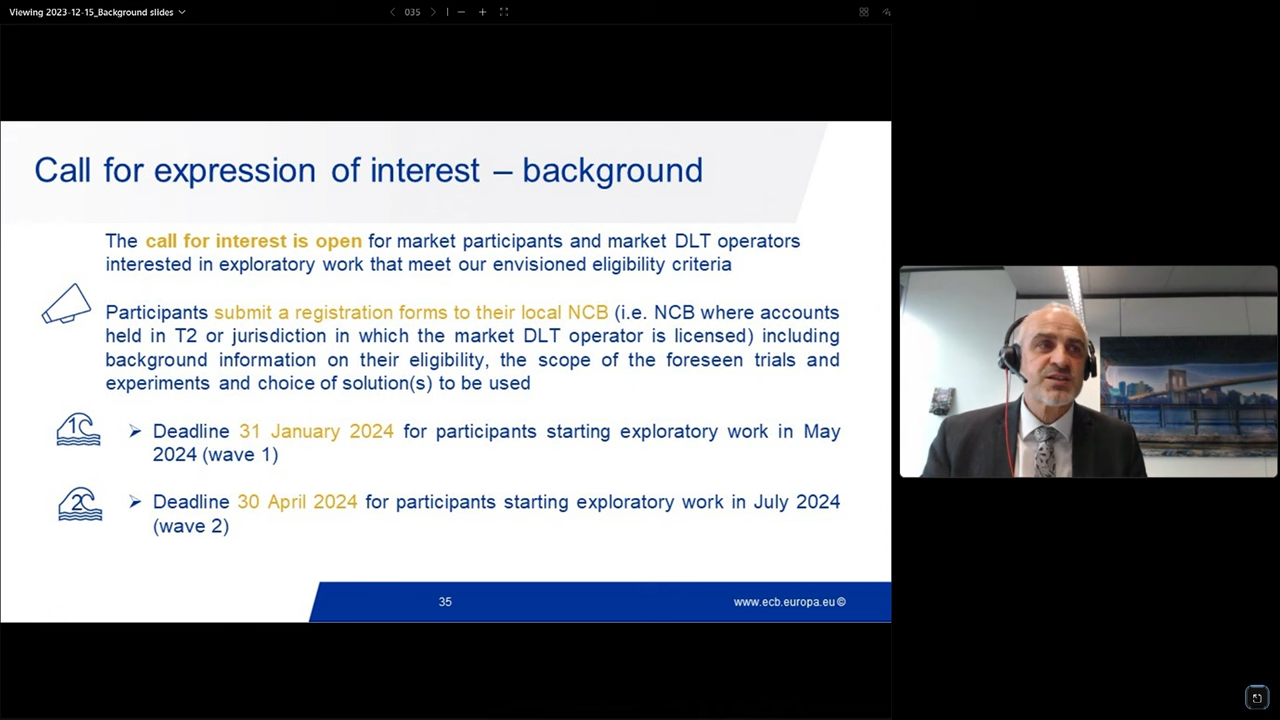 Viewing 2023-12-15_Background slides
035
Call for expression of interest – background
The call for interest is open for market participants and market DLT operators
interested in exploratory work that meet our envisioned eligibility criteria
Participants submit a registration forms to their local NCB (i.e. NCB where accounts
held in T2 or jurisdiction in which the market DLT operator is licensed) including
background information on their eligibility, the scope of the foreseen trials and
experiments and choice of solution(s) to be used
1
Deadline 31 January 2024 for participants starting exploratory work in May
2024 (wave 1)
2
Deadline 30 April 2024 for participants starting exploratory work in July 2024
(wave 2)
35
www.ecb.europa.eu ©